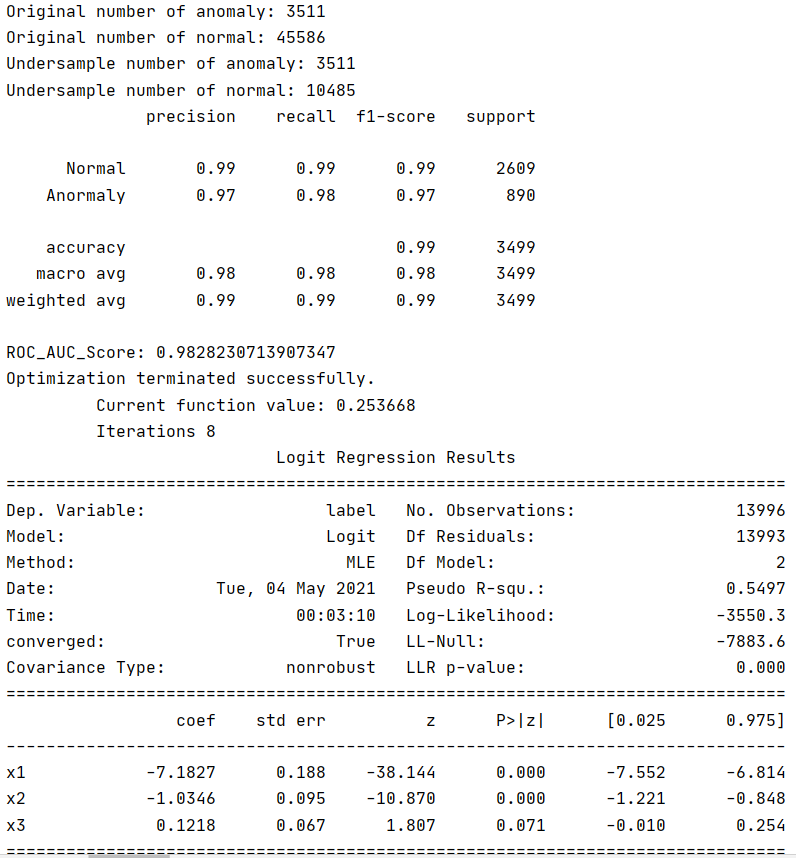 Original number of anomaly: 3511
Original number of normal: 45586
Undersample number of anomaly: 3511
Undersample number of normal: 10485
              precision    recall  f1-score   support

      Normal       0.99      0.99      0.99      2609
    Anormaly       0.97      0.98      0.97       890

    accuracy                           0.99      3499
   macro avg       0.98      0.98      0.98      3499
weighted avg       0.99      0.99      0.99      3499

ROC_AUC_Score: 0.9828230713907347
Optimization terminated successfully.
         Current function value: 0.253668
         Iterations 8
                           Logit Regression Results
==============================================================================
Dep. Variable:                  label   No. Observations:                13996
Model:                          Logit   Df Residuals:                    13993
Method:                           MLE   Df Model:                            2
Date:                Tue, 04 May 2021   Pseudo R-squ.:                  0.5497
Time:                        00:03:10   Log-Likelihood:                -3550.3
converged:                       True   LL-Null:                       -7883.6
Covariance Type:            nonrobust   LLR p-value:                     0.000
==============================================================================
                 coef    std err          z      P>|z|      [0.025      0.975]
------------------------------------------------------------------------------
x1            -7.1827      0.188    -38.144      0.000      -7.552      -6.814
x2            -1.0346      0.095    -10.870      0.000      -1.221      -0.848
x3             0.1218      0.067      1.807      0.071      -0.010       0.254
==============================================================================